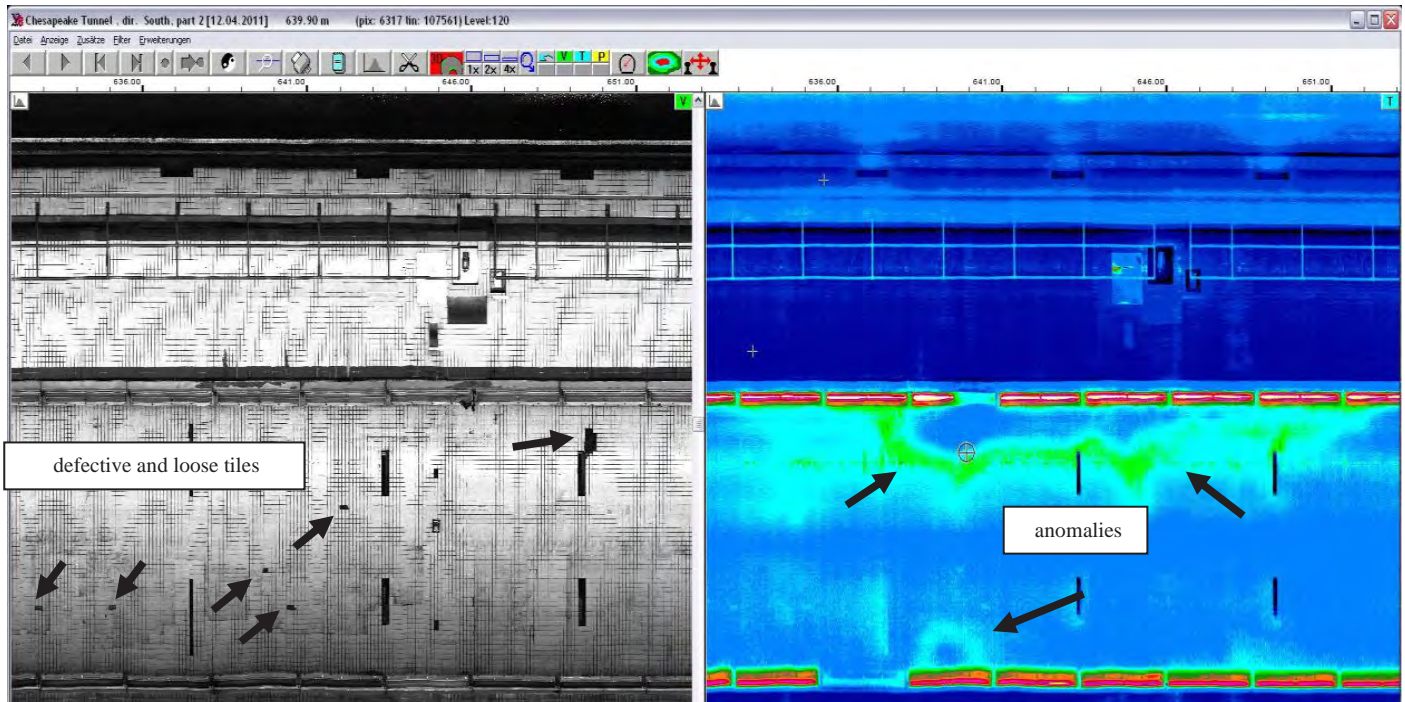 Chesapeake Tunnel , dir. South, part 2 [12.04.2011] 639.90 m (pix: 6317 lin: 107561) Level:120
Datei Anzeige Zusätze Filter Erweiterungen
3D 1x 2x 4x V T P
636.00 641.00 646.00 651.00 636.00 641.00 646.00 651.00
V T
defective and loose tiles
anomalies